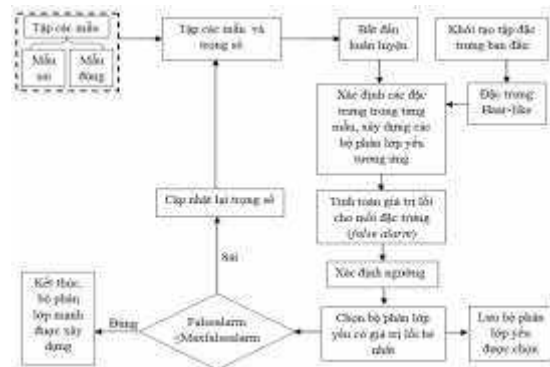 Tập các mẫu
Mẫu
sai
Mẫu
đúng
Tập các mẫu và
trọng số
Bắt đầu
huấn luyện
Khởi tạo tập đặc
trưng ban đầu
Đặc trưng
Haar-like
Xác định các đặc
trưng trong từng
mẫu, xây dựng các
bộ phân lớp yếu
tương ứng
Cập nhật lại trọng số
Tính toán giá trị lỗi
cho mỗi đặc trưng
(false alarm)
Sai
Xác định ngưỡng
Kết thúc,
bộ phân
lớp mạnh
được xây
dựng
Đúng
Falsealarm
<Maxfalsealarm
Chọn bộ phân lớp
yếu có giá trị lỗi bé
nhất
Lưu bộ phân
lớp yếu
được chọn